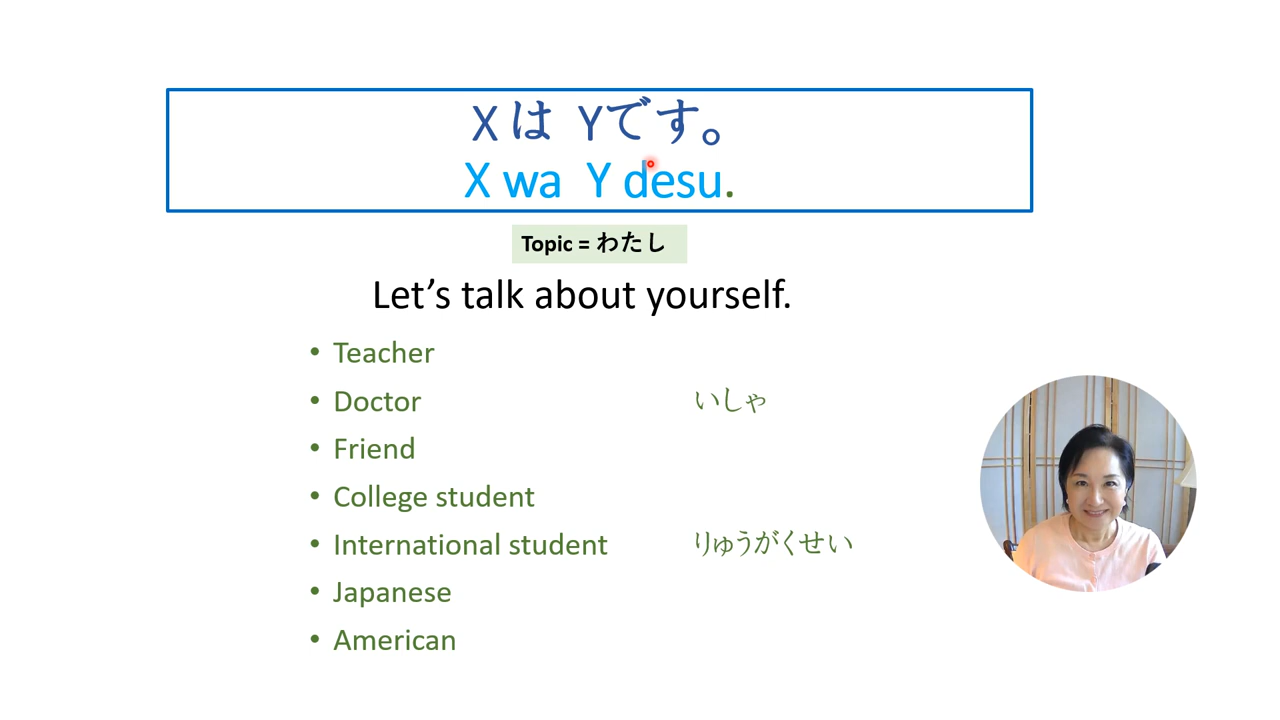 X は Yです。
X wa Y desu.
Topic = わたし
Let’s talk about yourself.
• Teacher
• Doctor いしゃ
• Friend
• College student
• International student りゅうがくせい
• Japanese
• American